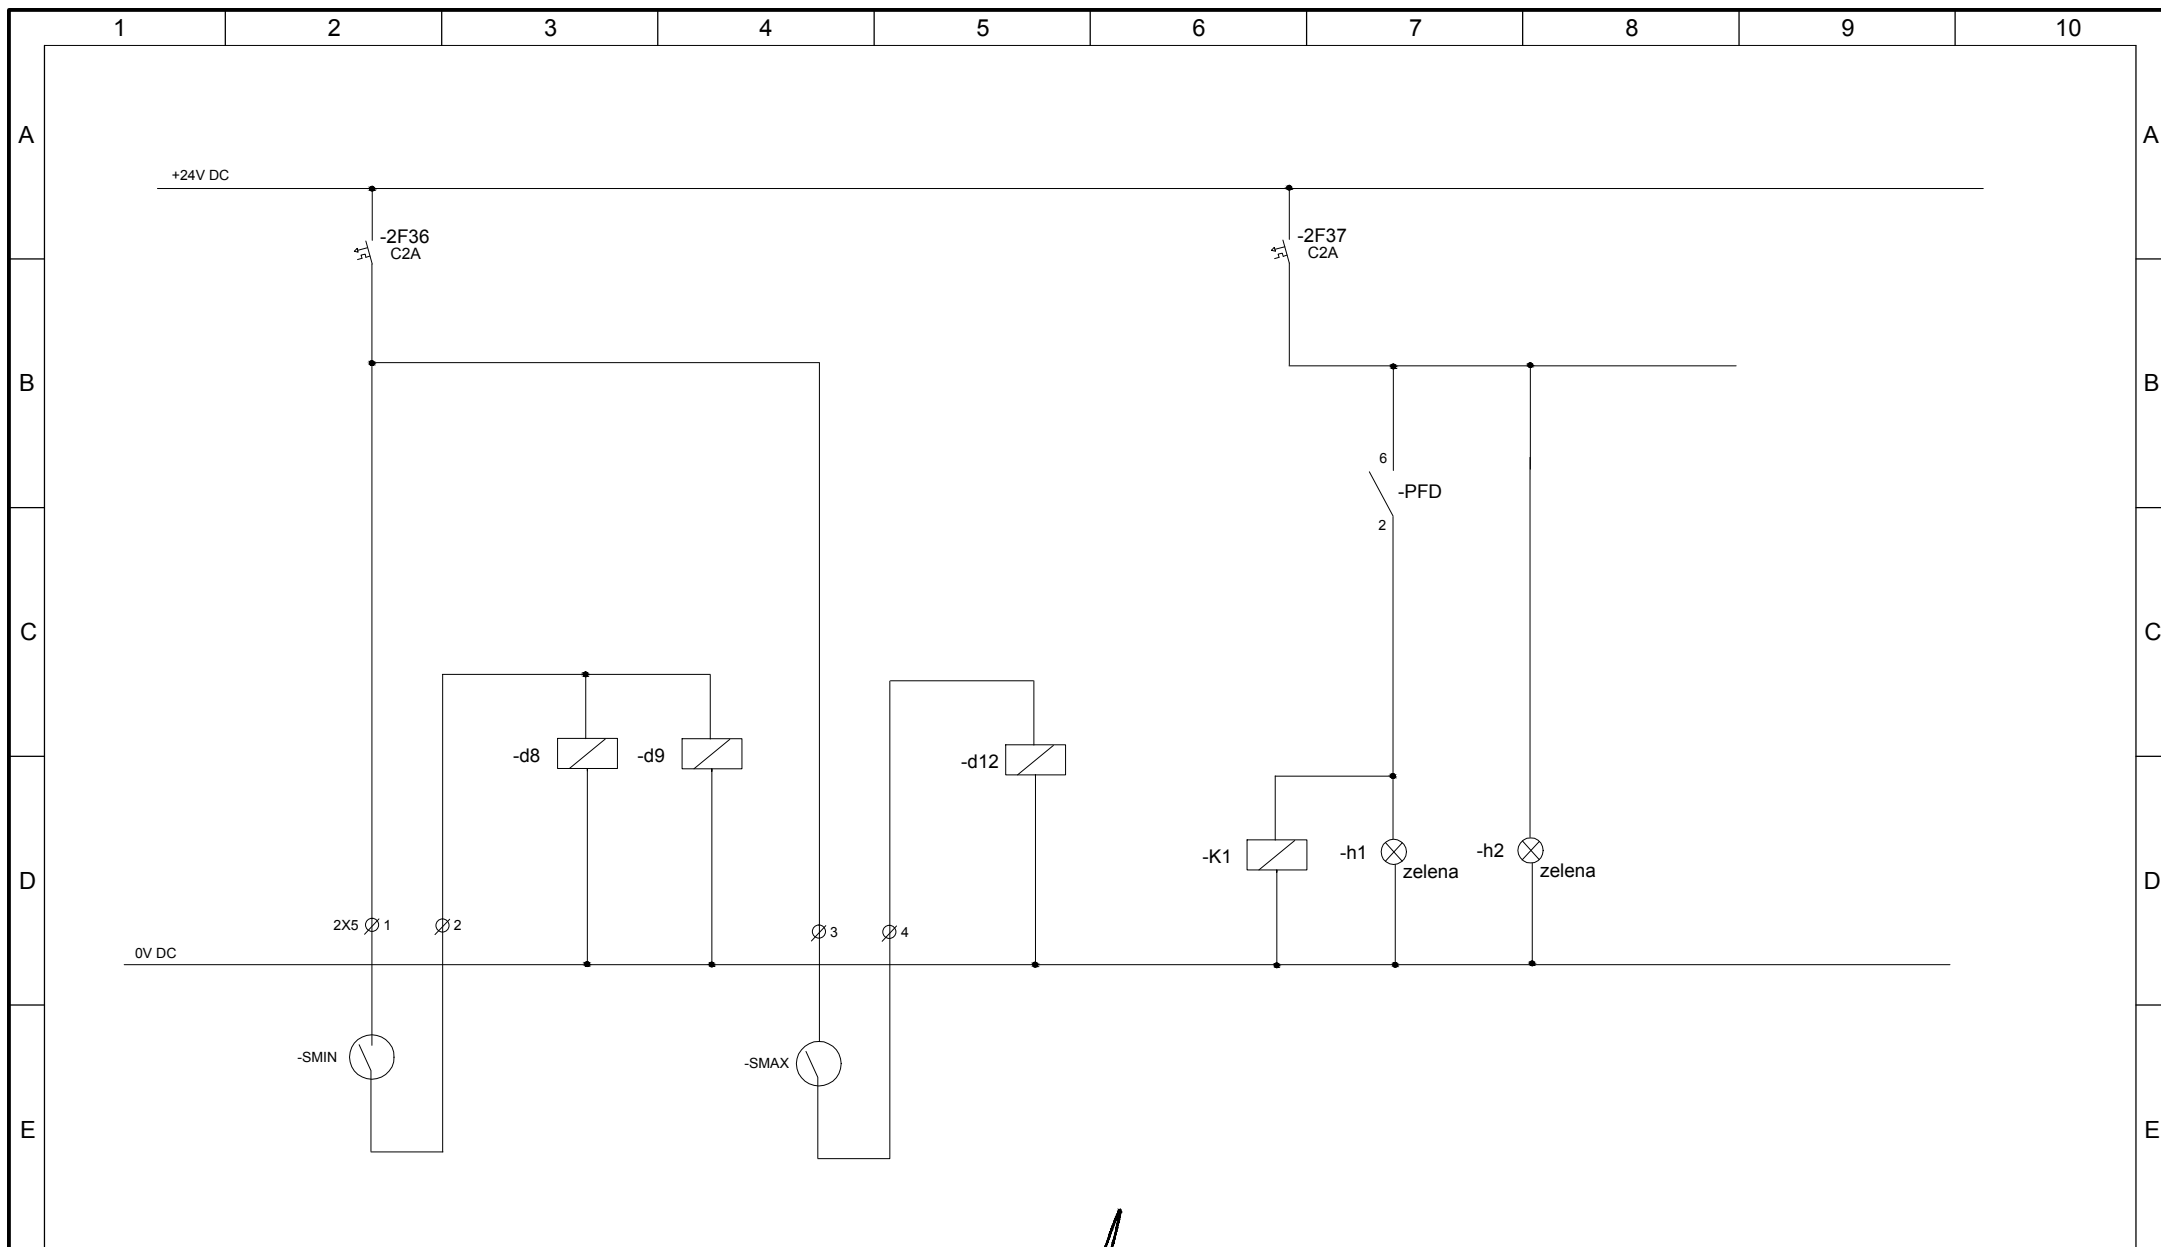 1 2 3 4 5 6 7 8 9 10
A A
+24V DC
-2F36 -2F37
C2A C2A
B B
6
-PFD
2
C C
-d8 -d9 -d12
-K1 -h1 -h2
zelena zelena
D D
2X5 1 2 3 4
0V DC
-SMIN -SMAX
E E